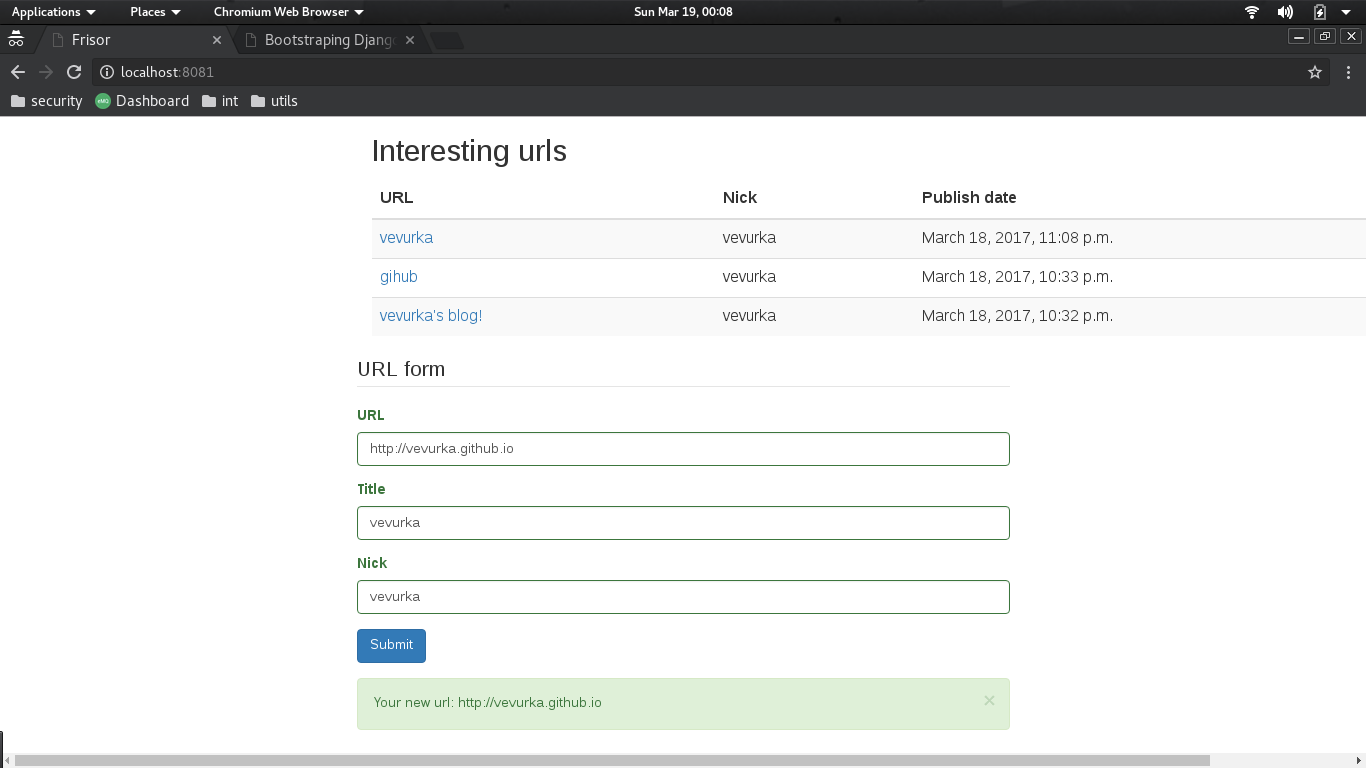 Applications Places Chromium Web Browser Sun Mar 19, 00:08
Frisor Bootstraping Djang
localhost:8081
security Dashboard int utils
Interesting urls
URL Nick Publish date
vevurka vevurka March 18, 2017, 11:08 p.m.
gihub vevurka March 18, 2017, 10:33 p.m.
vevurka's blog! vevurka March 18, 2017, 10:32 p.m.
URL form
URL
http://vevurka.github.io
Title
vevurka
Nick
vevurka
Submit
Your new url: http://vevurka.github.io ×